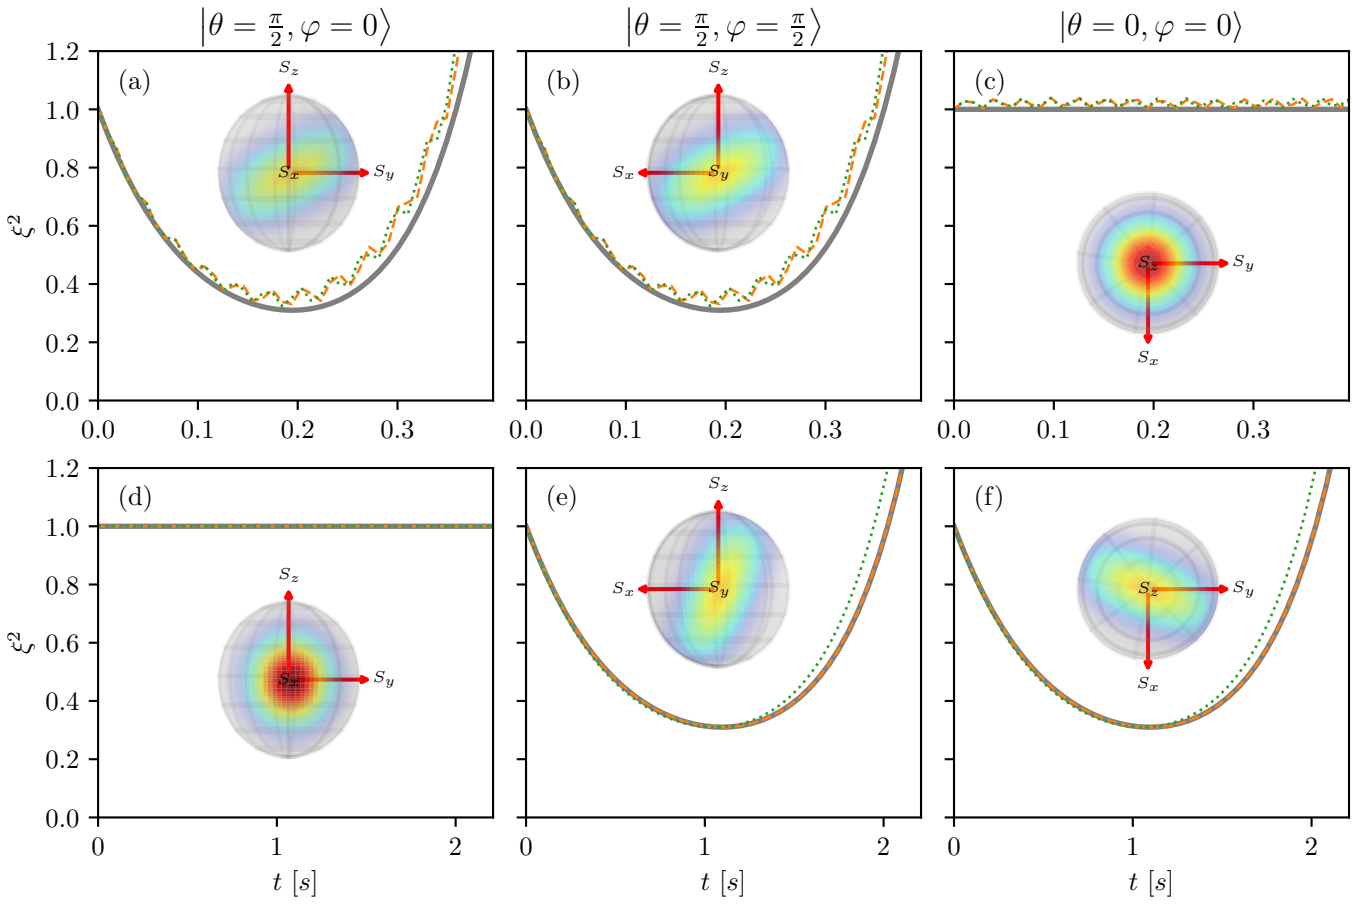 |θ = π/2, φ = 0⟩ |θ = π/2, φ = π/2⟩ |θ = 0, φ = 0⟩
1.2
1.0
0.8
0.6
0.4
0.2
0.0
ξ²
(a)
S_z
S_x
S_y
0.0 0.1 0.2 0.3
(b)
S_z
S_x
S_y
0.0 0.1 0.2 0.3
(c)
S_z
S_y
S_x
0.0 0.1 0.2 0.3
1.2
1.0
0.8
0.6
0.4
0.2
0.0
ξ²
(d)
S_z
S_x
S_y
0 1 2
t [s]
(e)
S_z
S_x
S_y
0 1 2
t [s]
(f)
S_z
S_y
S_x
0 1 2
t [s]